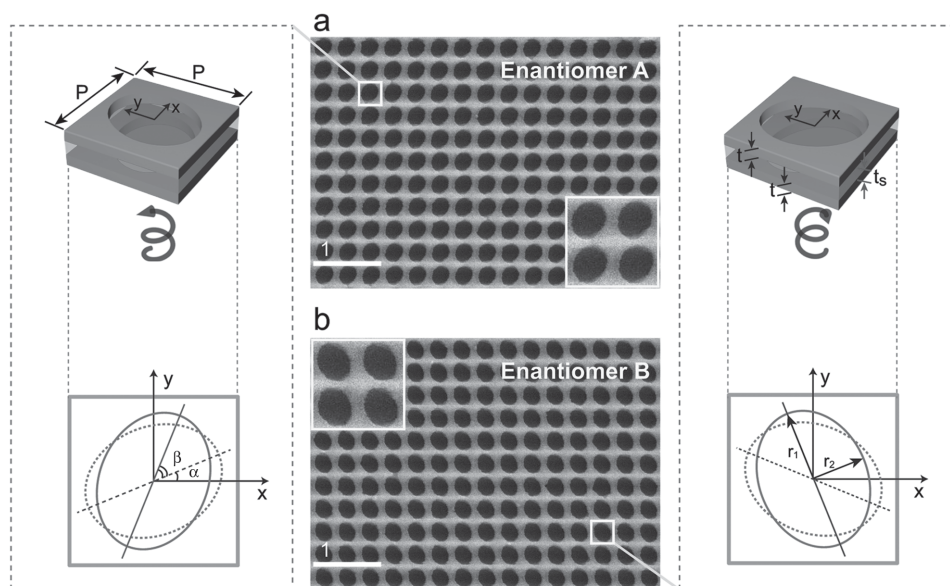 a
P
P
y
x
Enantiomer A
1
y
x
t
t
ts
b
Enantiomer B
1
y
β
α
x
y
r1
r2
x